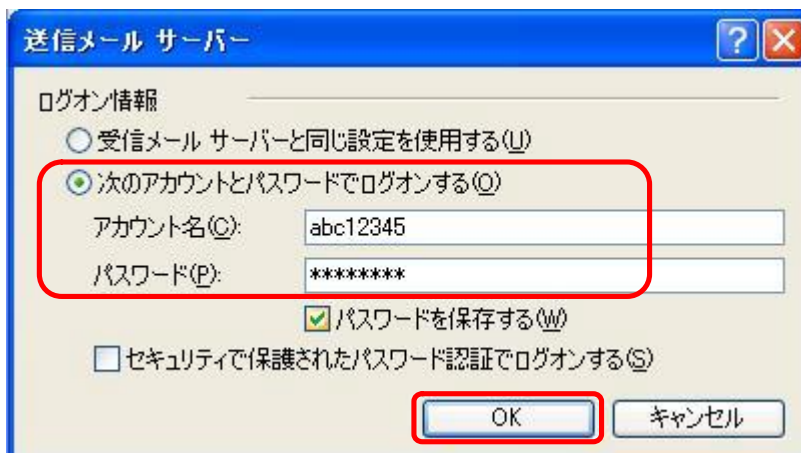 送信メール サーバー
ログオン情報
受信メール サーバーと同じ設定を使用する(U)
次のアカウントとパスワードでログオンする(O)
アカウント名(C): abc12345
パスワード(P): ********
パスワードを保存する(W)
セキュリティで保護されたパスワード認証でログオンする(S)
OK キャンセル